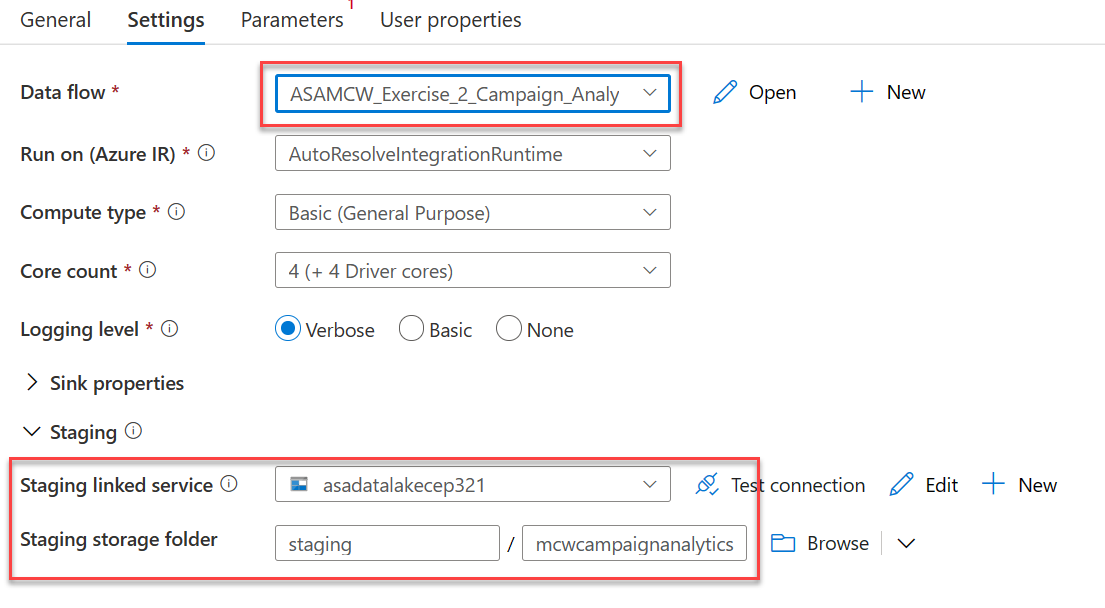 General Settings Parameters 1 User properties
Data flow * ASAMCW_Exercise_2_Campaign_Analy Open New
Run on (Azure IR) * AutoResolveIntegrationRuntime
Compute type * Basic (General Purpose)
Core count * 4 (+ 4 Driver cores)
Logging level * Verbose Basic None
Sink properties
Staging
Staging linked service asadatalakecep321 Test connection Edit New
Staging storage folder staging / mcwcampaignanalytics Browse